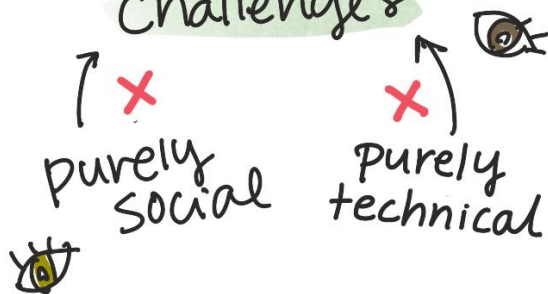 challenges
purely
social
purely
technical